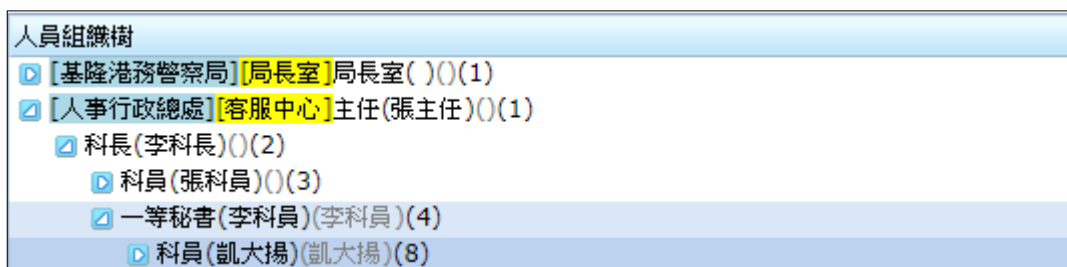 人員組織樹
[基隆港務警察局][局長室]局長室( )()(1)
[人事行政總處][客服中心]主任(張主任)()(1)
科長(李科長)()(2)
科員(張科員)()(3)
一等秘書(李科員)(李科員)(4)
科員(凱大揚)(凱大揚)(8)